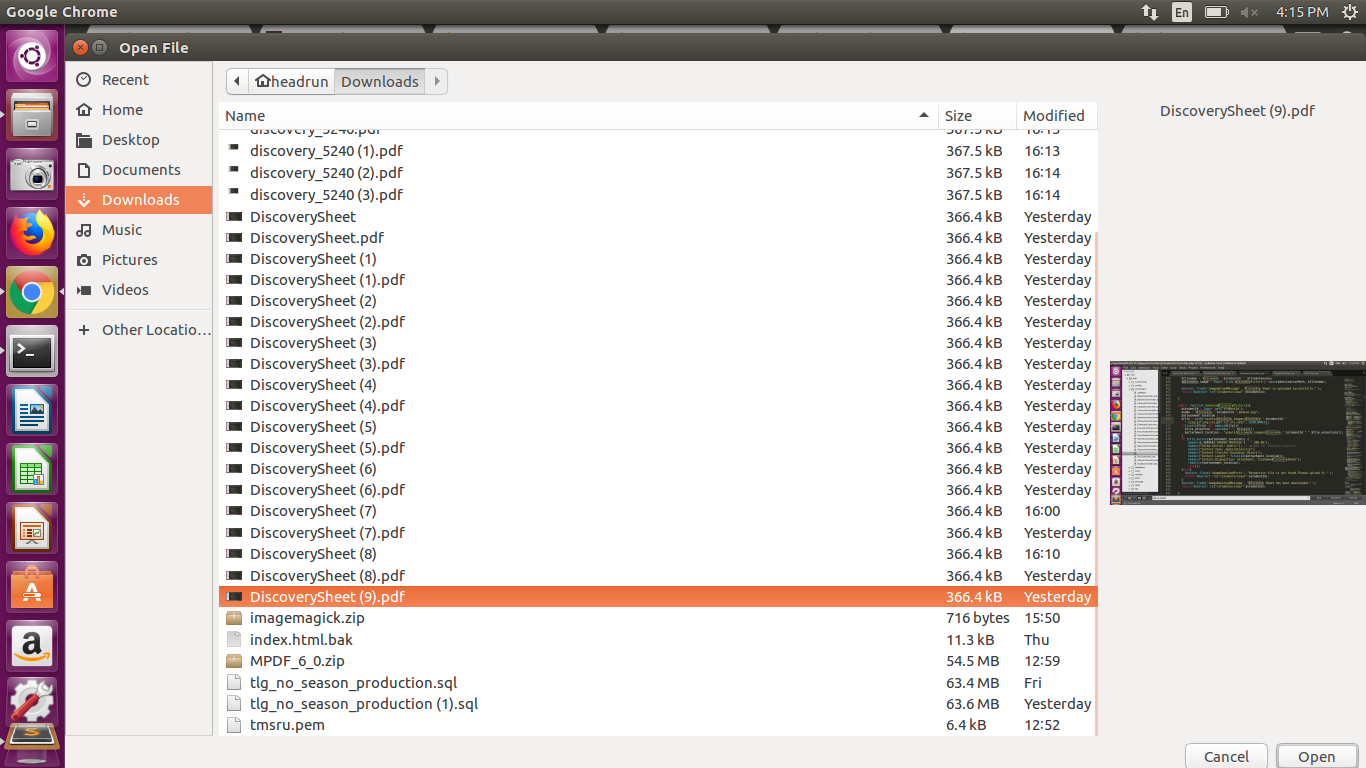 Google Chrome En 4:15 PM
Open File
Recent
Home
Desktop
Documents
Downloads
Music
Pictures
Videos
Other Locatio...
headrun Downloads
Name Size Modified
discovery_5240.pdf 367.5 kB 16:13
discovery_5240 (1).pdf 367.5 kB 16:13
discovery_5240 (2).pdf 367.5 kB 16:14
discovery_5240 (3).pdf 367.5 kB 16:14
DiscoverySheet 366.4 kB Yesterday
DiscoverySheet.pdf 366.4 kB Yesterday
DiscoverySheet (1) 366.4 kB Yesterday
DiscoverySheet (1).pdf 366.4 kB Yesterday
DiscoverySheet (2) 366.4 kB Yesterday
DiscoverySheet (2).pdf 366.4 kB Yesterday
DiscoverySheet (3) 366.4 kB Yesterday
DiscoverySheet (3).pdf 366.4 kB Yesterday
DiscoverySheet (4) 366.4 kB Yesterday
DiscoverySheet (4).pdf 366.4 kB Yesterday
DiscoverySheet (5) 366.4 kB Yesterday
DiscoverySheet (5).pdf 366.4 kB Yesterday
DiscoverySheet (6) 366.4 kB Yesterday
DiscoverySheet (6).pdf 366.4 kB Yesterday
DiscoverySheet (7) 366.4 kB 16:00
DiscoverySheet (7).pdf 366.4 kB Yesterday
DiscoverySheet (8) 366.4 kB 16:10
DiscoverySheet (8).pdf 366.4 kB Yesterday
DiscoverySheet (9).pdf 366.4 kB Yesterday
imagemagick.zip 716 bytes 15:50
index.html.bak 11.3 kB Thu
MPDF_6_0.zip 54.5 MB 12:59
tlg_no_season_production.sql 63.4 MB Fri
tlg_no_season_production (1).sql 63.6 MB Yesterday
tmsru.pem 6.4 kB 12:52
DiscoverySheet (9).pdf
Cancel Open